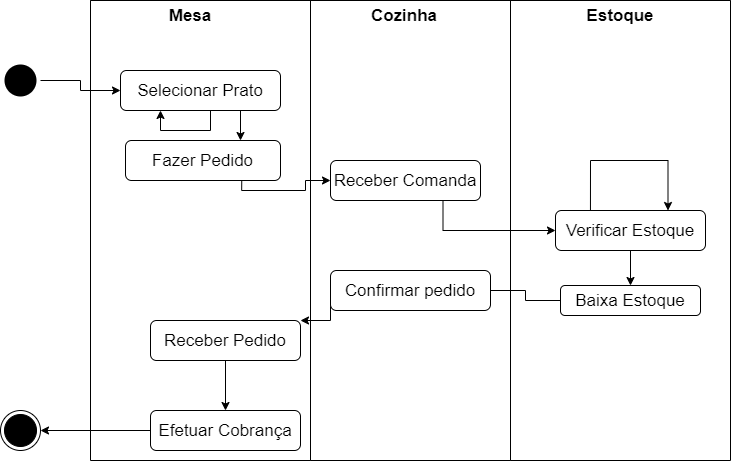 Mesa
Cozinha
Estoque
Selecionar Prato
Fazer Pedido
Receber Comanda
Verificar Estoque
Baixa Estoque
Confirmar pedido
Receber Pedido
Efetuar Cobrança